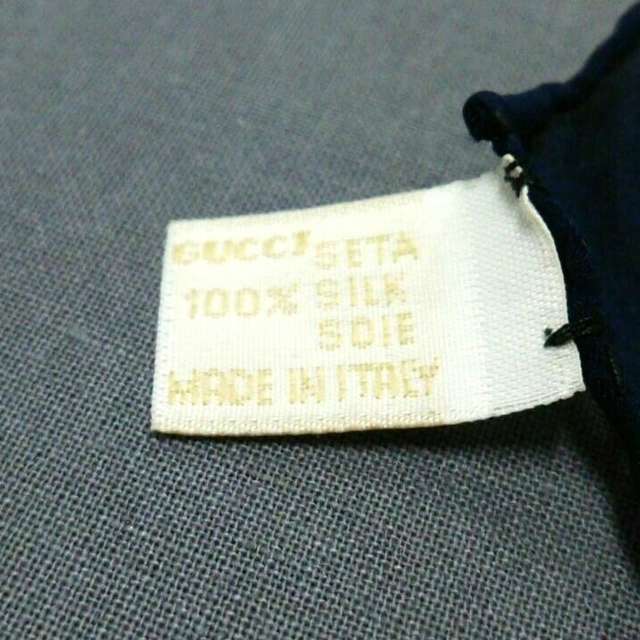 GUCCI SETA
100% SILK
SOIE
MADE IN ITALY